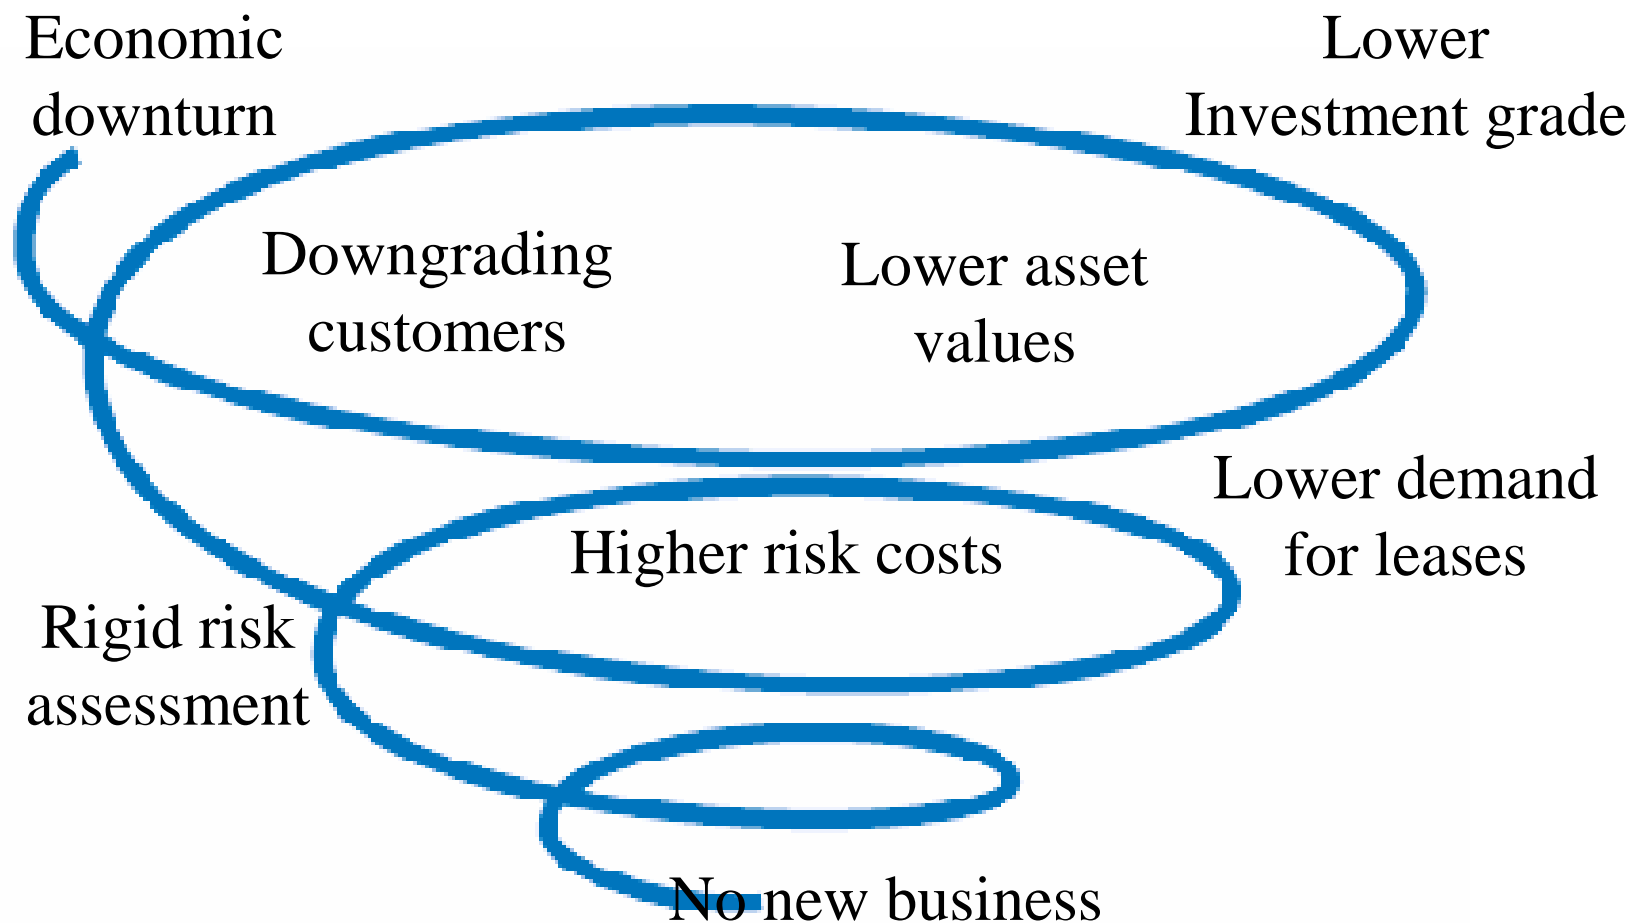 Economic
downturn
Lower
Investment grade
Downgrading
customers
Lower asset
values
Higher risk costs
Lower demand
for leases
Rigid risk
assessment
No new business